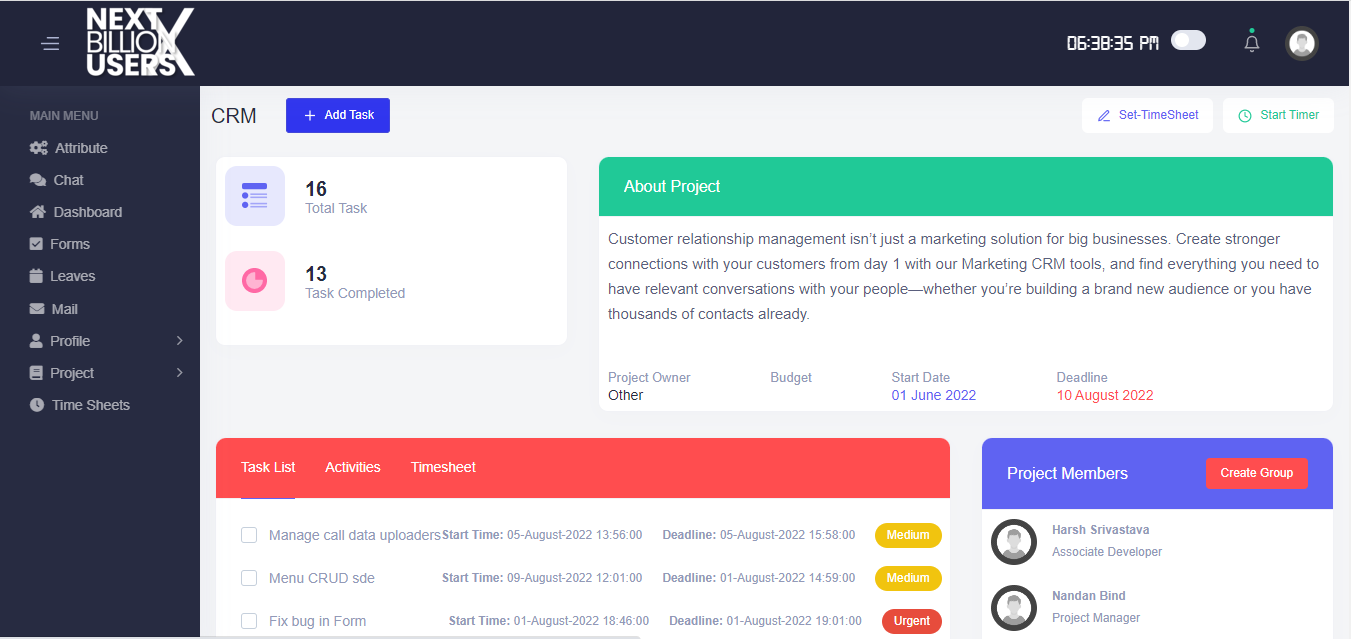 NEXT
BILLION
USERS X
06:38:35 PM
MAIN MENU
Attribute
Chat
Dashboard
Forms
Leaves
Mail
Profile
Project
Time Sheets
CRM
+ Add Task
Set-TimeSheet
Start Timer
16
Total Task
13
Task Completed
About Project
Customer relationship management isn’t just a marketing solution for big businesses. Create stronger
connections with your customers from day 1 with our Marketing CRM tools, and find everything you need to
have relevant conversations with your people—whether you’re building a brand new audience or you have
thousands of contacts already.
Project Owner Budget Start Date Deadline
Other 01 June 2022 10 August 2022
Task List Activities Timesheet
Manage call data uploaders Start Time: 05-August-2022 13:56:00 Deadline: 05-August-2022 15:58:00 Medium
Menu CRUD sde Start Time: 09-August-2022 12:01:00 Deadline: 01-August-2022 14:59:00 Medium
Fix bug in Form Start Time: 01-August-2022 18:46:00 Deadline: 01-August-2022 19:01:00 Urgent
Project Members Create Group
Harsh Srivastava
Associate Developer
Nandan Bind
Project Manager